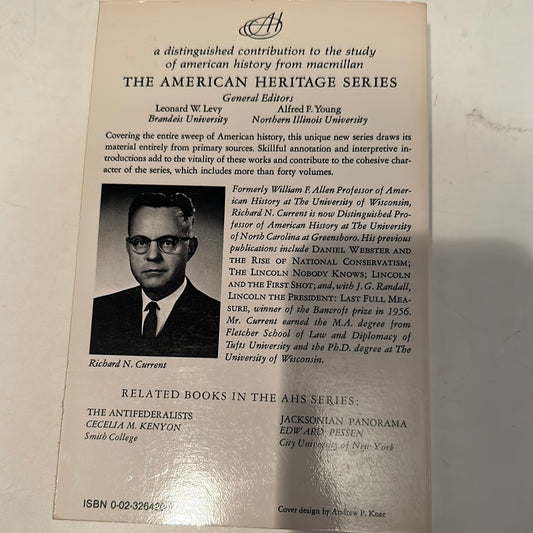 AH
a distinguished contribution to the study
of american history from macmillan
THE AMERICAN HERITAGE SERIES
General Editors
Leonard W. Levy Alfred F. Young
Brandeis University Northern Illinois University
Covering the entire sweep of American history, this unique new series draws its
material entirely from primary sources. Skillful annotation and interpretive in-
troductions add to the vitality of these works and contribute to the cohesive char-
acter of the series, which includes more than forty volumes.
Formerly William F. Allen Professor of Amer-
ican History at The University of Wisconsin,
Richard N. Current is now Distinguished Pro-
fessor of American History at The University
of North Carolina at Greensboro. His previous
publications include DANIEL WEBSTER AND
THE RISE OF NATIONAL CONSERVATISM;
THE LINCOLN NOBODY KNOWS; LINCOLN
AND THE FIRST SHOT; and, with J. G. Randall,
LINCOLN THE PRESIDENT: LAST FULL MEA-
SURE, winner of the Bancroft prize in 1956.
Mr. Current earned the M.A. degree from
Fletcher School of Law and Diplomacy of
Tufts University and the Ph.D. degree at The
University of Wisconsin.
Richard N. Current
RELATED BOOKS IN THE AHS SERIES:
THE ANTIFEDERALISTS
CECELIA M. KENYON
Smith College
JACKSONIAN PANORAMA
EDWARD PESSEN
City University of New York
ISBN 0-02-32642
Cover design by Andrew P. Kner